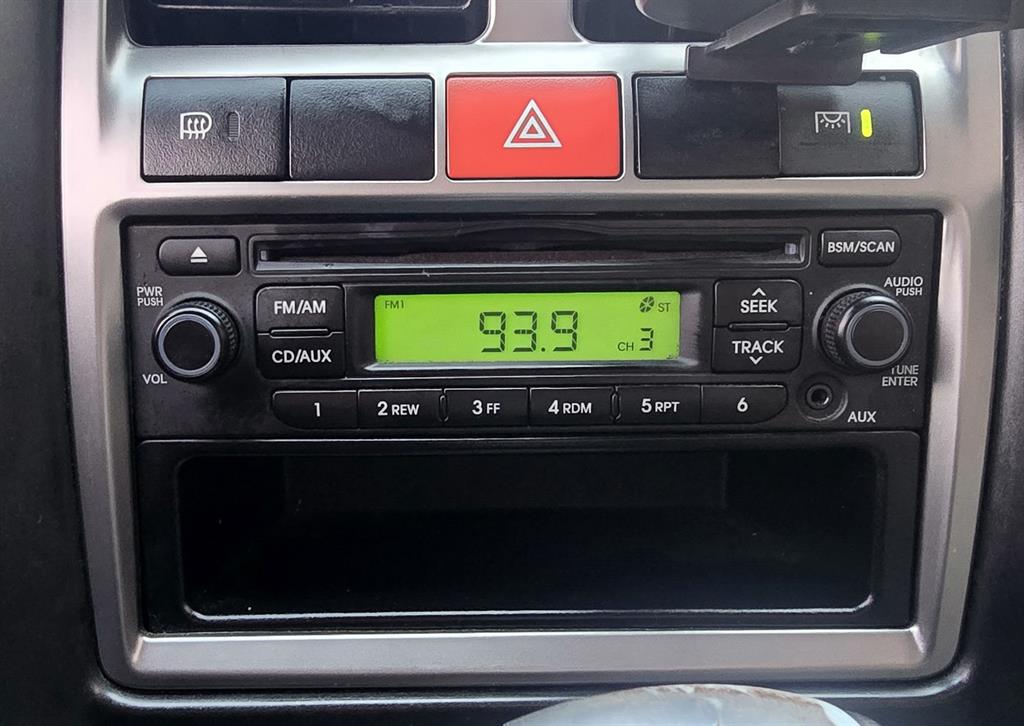 BSM/SCAN
PWR
PUSH
FM/AM
FM1
93.9
ST
CH 3
SEEK
AUDIO
PUSH
CD/AUX
TRACK
VOL
TUNE
ENTER
1
2 REW
3 FF
4 RDM
5 RPT
6
AUX